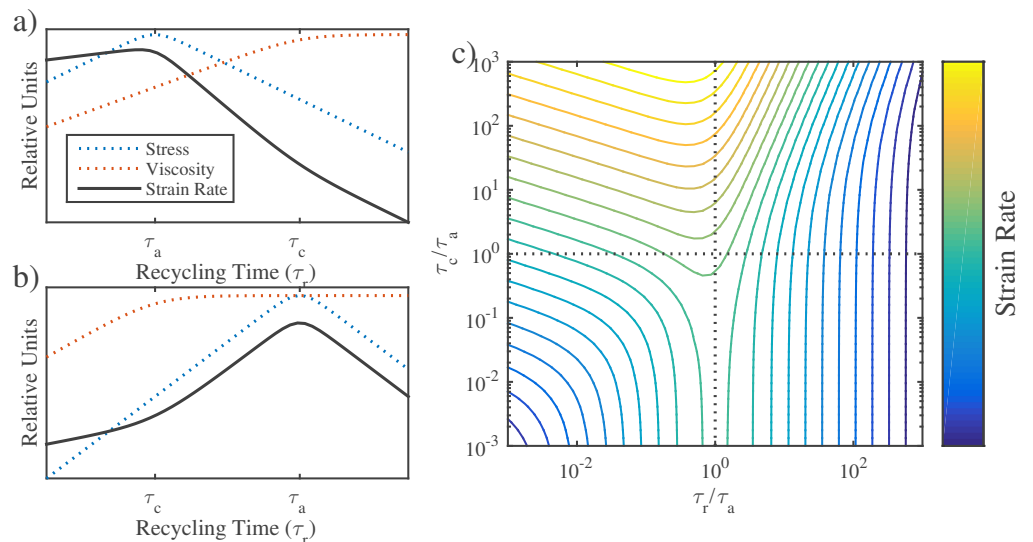 a)
Relative Units
Stress
Viscosity
Strain Rate
τa
τc
Recycling Time (τr)
b)
Relative Units
τc
τa
Recycling Time (τr)
c)
τc/τa
10^3
10^2
10^1
10^0
10^-1
10^-2
10^-3
10^-2 10^0 10^2
τr/τa
Strain Rate